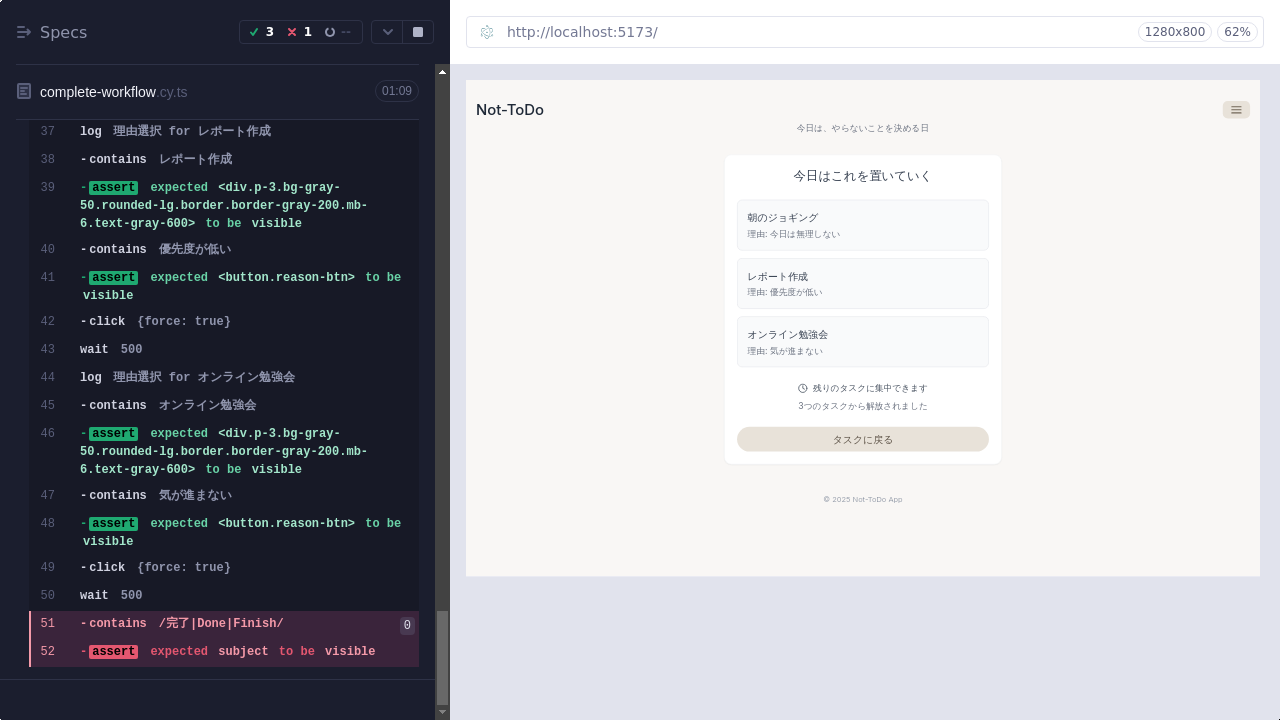 Specs
3
1
--
complete-workflow.cy.ts
01:09
37 log 理由選択 for レポート作成
38 -contains レポート作成
39 -assert expected <div.p-3.bg-gray-
50.rounded-lg.border.border-gray-200.mb-
6.text-gray-600> to be visible
40 -contains 優先度が低い
41 -assert expected <button.reason-btn> to be
visible
42 -click {force: true}
43 wait 500
44 log 理由選択 for オンライン勉強会
45 -contains オンライン勉強会
46 -assert expected <div.p-3.bg-gray-
50.rounded-lg.border.border-gray-200.mb-
6.text-gray-600> to be visible
47 -contains 気が進まない
48 -assert expected <button.reason-btn> to be
visible
49 -click {force: true}
50 wait 500
51 -contains /完了|Done|Finish/ 0
52 -assert expected subject to be visible
http://localhost:5173/
1280x800
62%
Not-ToDo
今日は、やらないことを決める日
今日はこれを置いていく
朝のジョギング
理由: 今日は無理しない
レポート作成
理由: 優先度が低い
オンライン勉強会
理由: 気が進まない
残りのタスクに集中できます
3つのタスクから解放されました
タスクに戻る
© 2025 Not-ToDo App